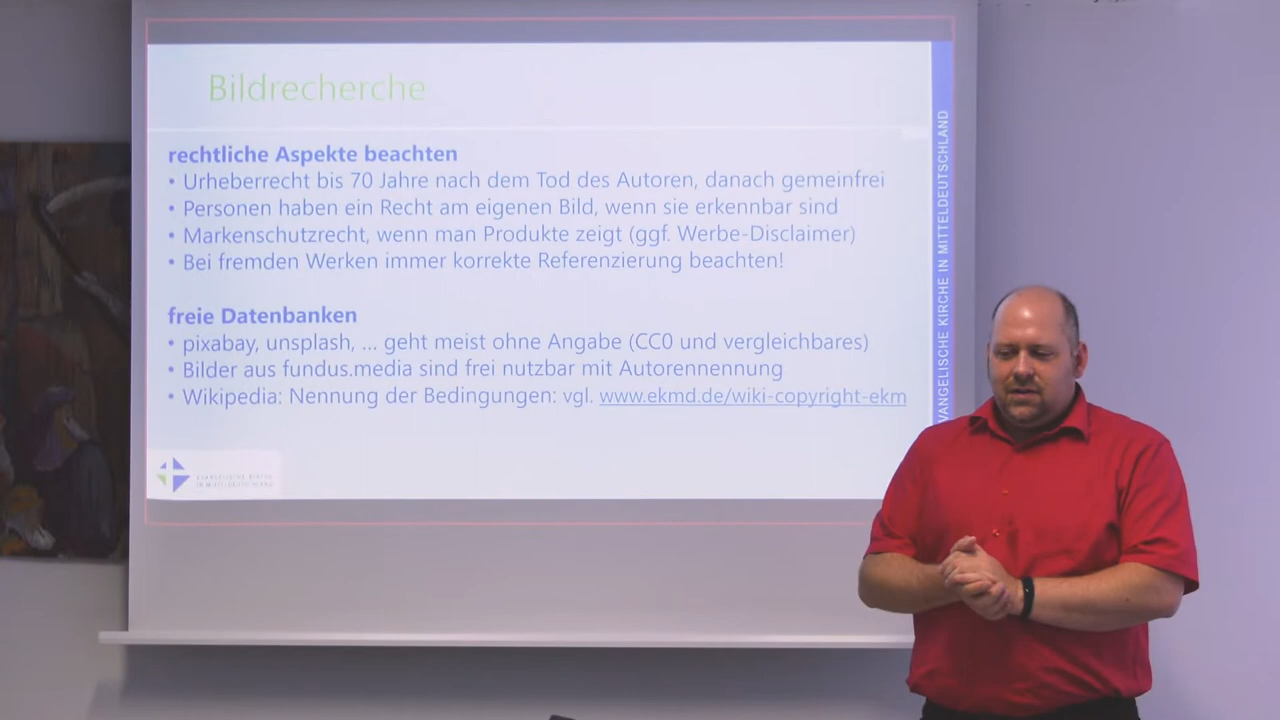 Bildrecherche
rechtliche Aspekte beachten
• Urheberrecht bis 70 Jahre nach dem Tod des Autoren, danach gemeinfrei
• Personen haben ein Recht am eigenen Bild, wenn sie erkennbar sind
• Markenschutzrecht, wenn man Produkte zeigt (ggf. Werbe-Disclaimer)
• Bei fremden Werken immer korrekte Referenzierung beachten!
freie Datenbanken
• pixabay, unsplash, ... geht meist ohne Angabe (CC0 und vergleichbares)
• Bilder aus fundus.media sind frei nutzbar mit Autorennennung
• Wikipedia: Nennung der Bedingungen: vgl. www.ekmd.de/wiki-copyright-ekm
EVANGELISCHE KIRCHE
IN MITTELDEUTSCHLAND
VANGELISCHE KIRCHE IN MITTELDEUTSCHLAND